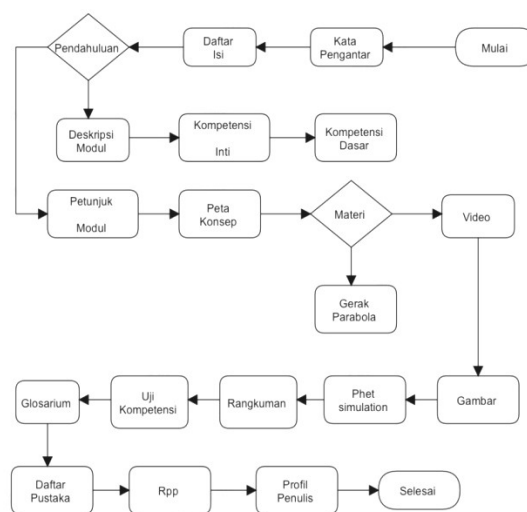 Pendahuluan
Daftar
Isi
Kata
Pengantar
Mulai
Deskripsi
Modul
Kompetensi
Inti
Kompetensi
Dasar
Petunjuk
Modul
Peta
Konsep
Materi
Video
Gerak
Parabola
Glosarium
Uji
Kompetensi
Rangkuman
Phet
simulation
Gambar
Daftar
Pustaka
Rpp
Profil
Penulis
Selesai